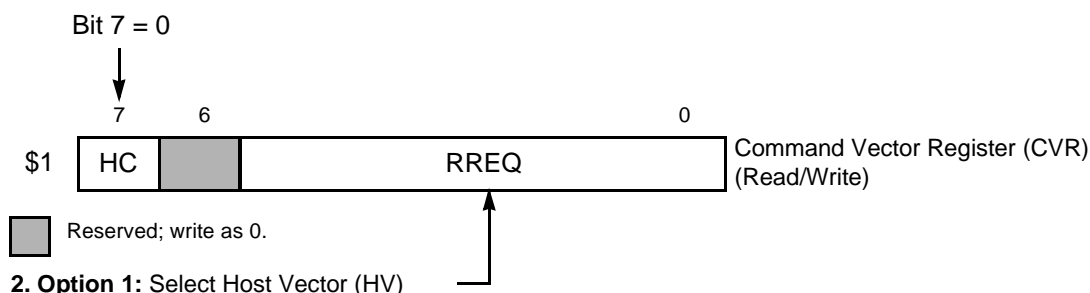 Bit 7 = 0
7 6 0
$1 HC RREQ Command Vector Register (CVR)
(Read/Write)
Reserved; write as 0.
2. Option 1: Select Host Vector (HV)